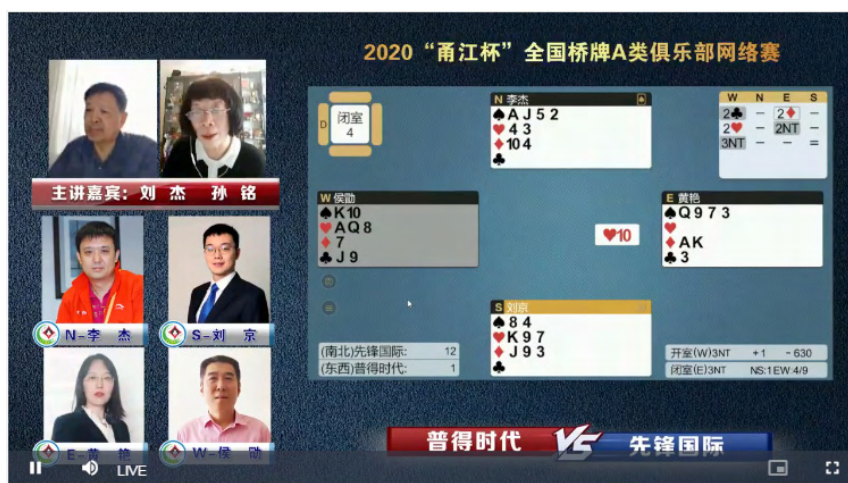 2020“甬江杯”全国桥牌A类俱乐部网络赛
D
闭室
4
N 李杰
♠A J 5 2
♥4 3
♦10 4
♣
W N E S
2♣ – 2♦ –
2♥ – 2NT –
3NT – – =
主讲嘉宾：刘 杰 孙 铭
W 侯勖
♠K 10
♥A Q 8
♦7
♣J 9
♥10
E 黄艳
♠Q 9 7 3
♥
♦A K
♣3
S 刘京
♠8 4
♥K 9 7
♦J 9 3
♣
N-李 杰
S-刘 京
(南北)先锋国际: 12
(东西)普得时代: 1
开室(W)3NT +1 -630
闭室(E)3NT NS:1 EW:4/9
E-黄 艳
W-侯 勖
普得时代 VS 先锋国际
LIVE